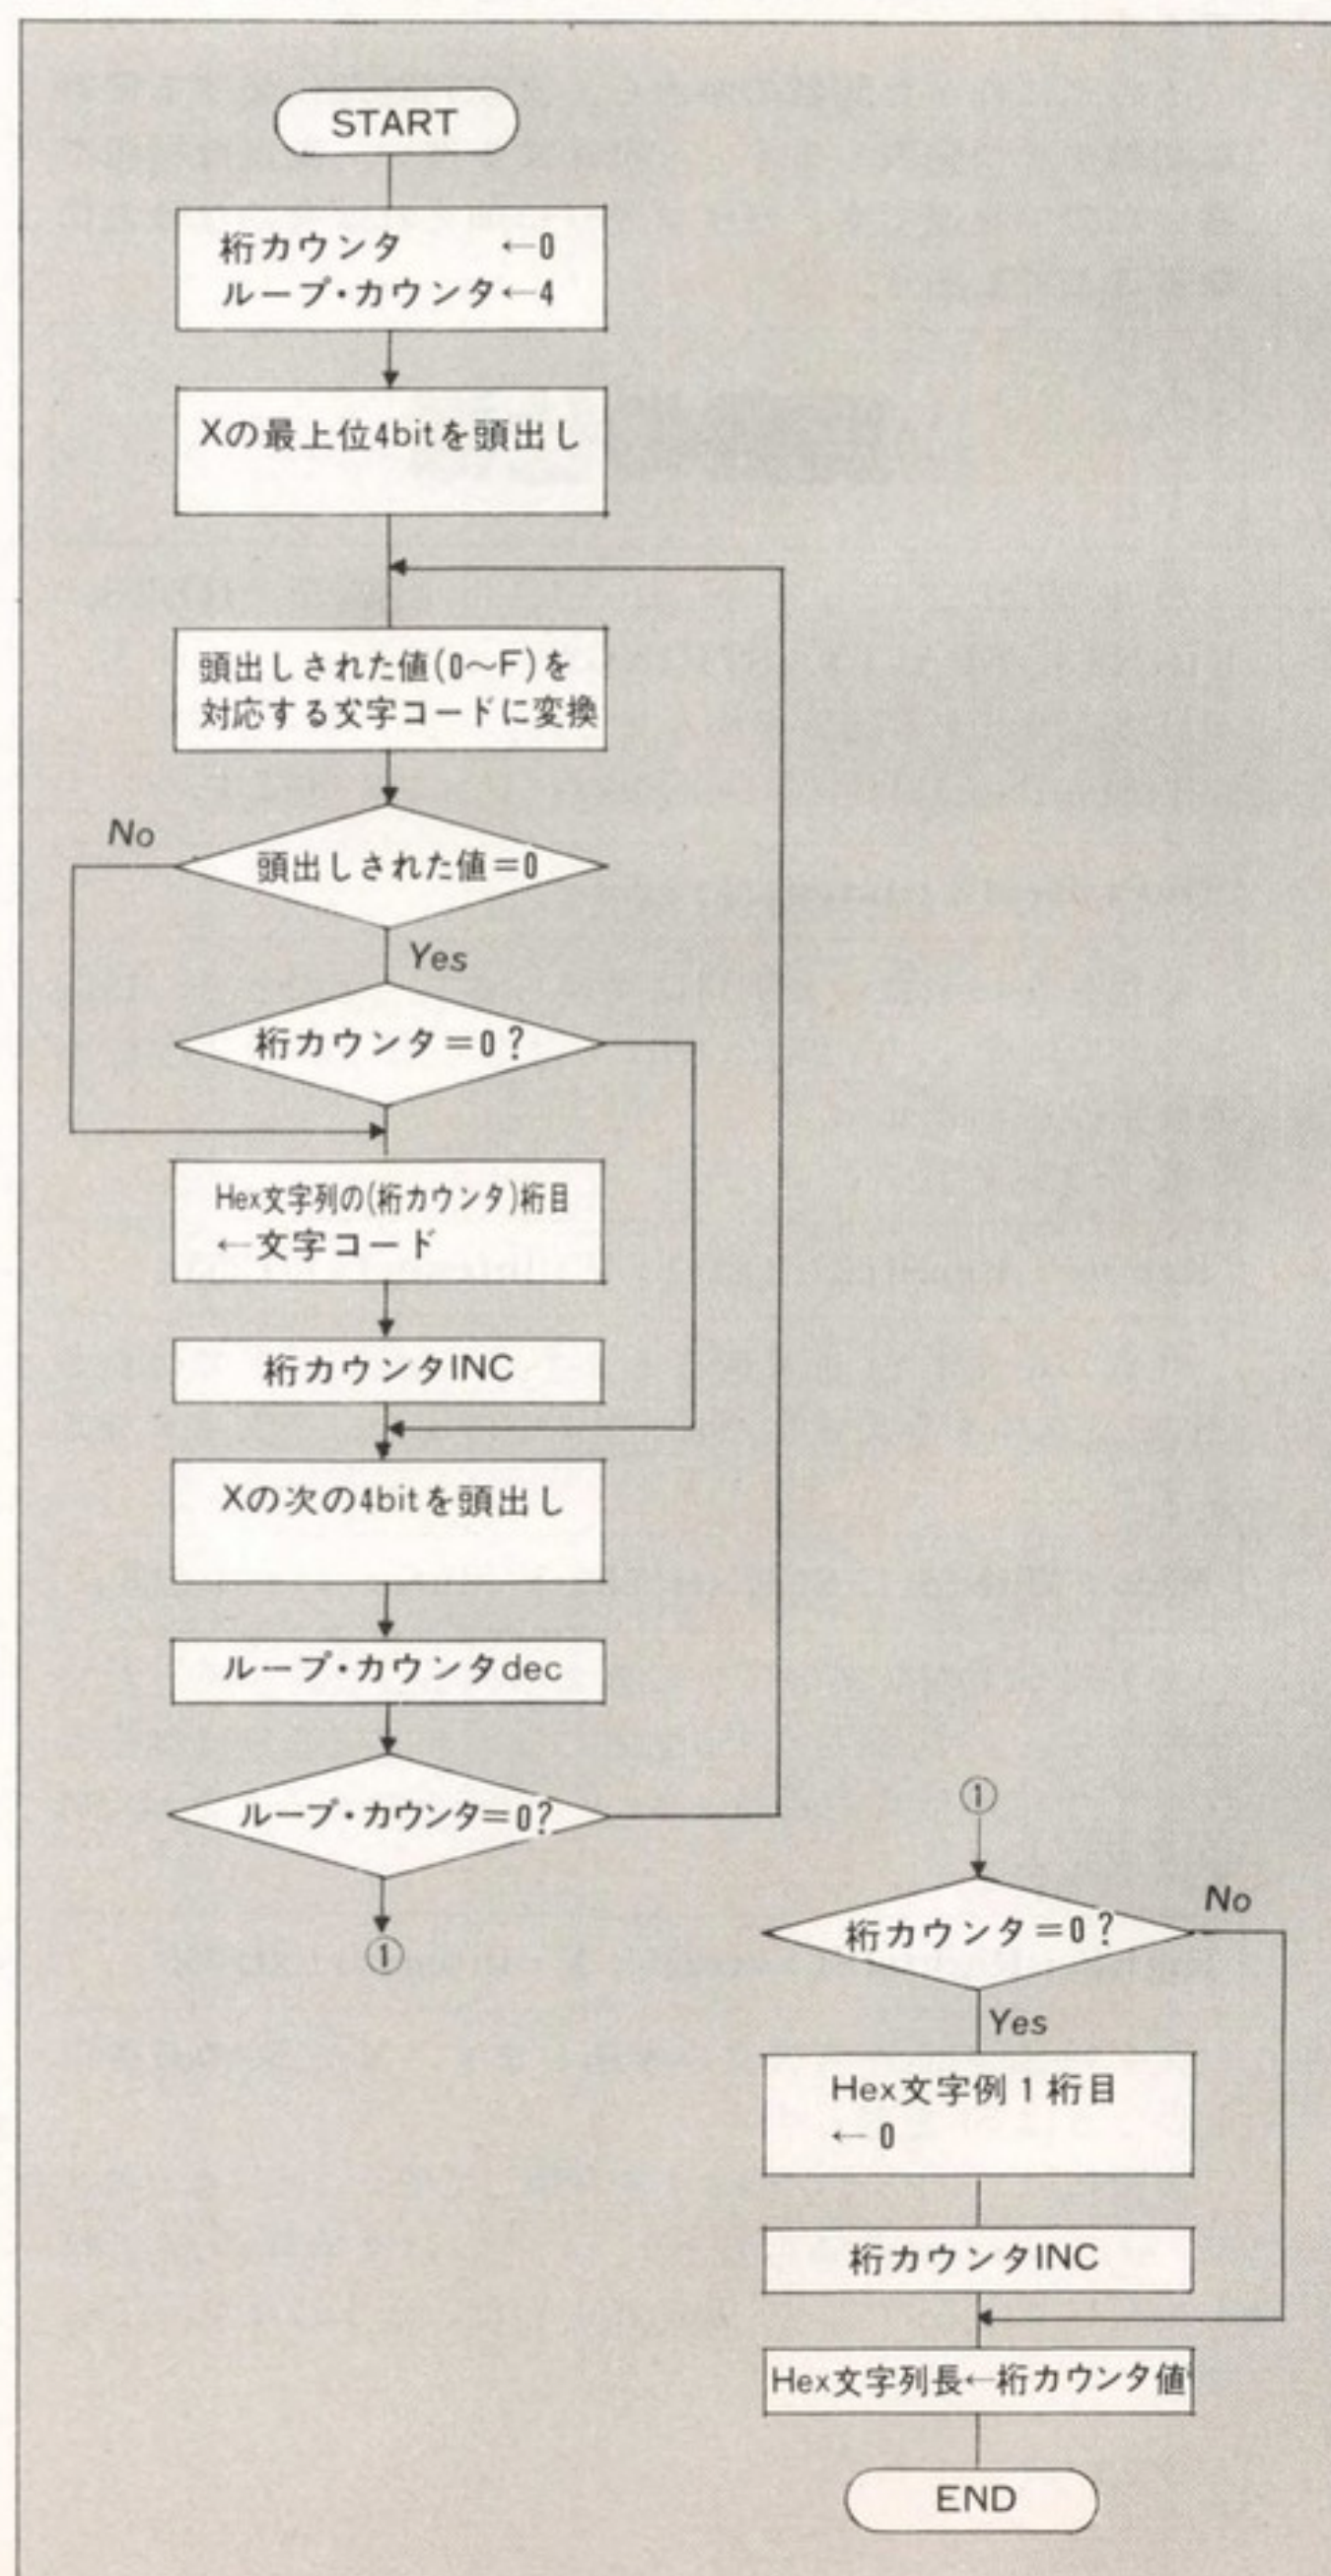 START
桁カウンタ ←0
ループ・カウンタ←4
Xの最上位4bitを頭出し
頭出しされた値(0〜F)を
対応する文字コードに変換
No
頭出しされた値=0
Yes
桁カウンタ=0?
Hex文字列の(桁カウンタ)桁目
←文字コード
桁カウンタINC
Xの次の4bitを頭出し
ループ・カウンタdec
ループ・カウンタ=0?
①
①
桁カウンタ=0?
No
Yes
Hex文字例1桁目
←0
桁カウンタINC
Hex文字列長←桁カウンタ値
END